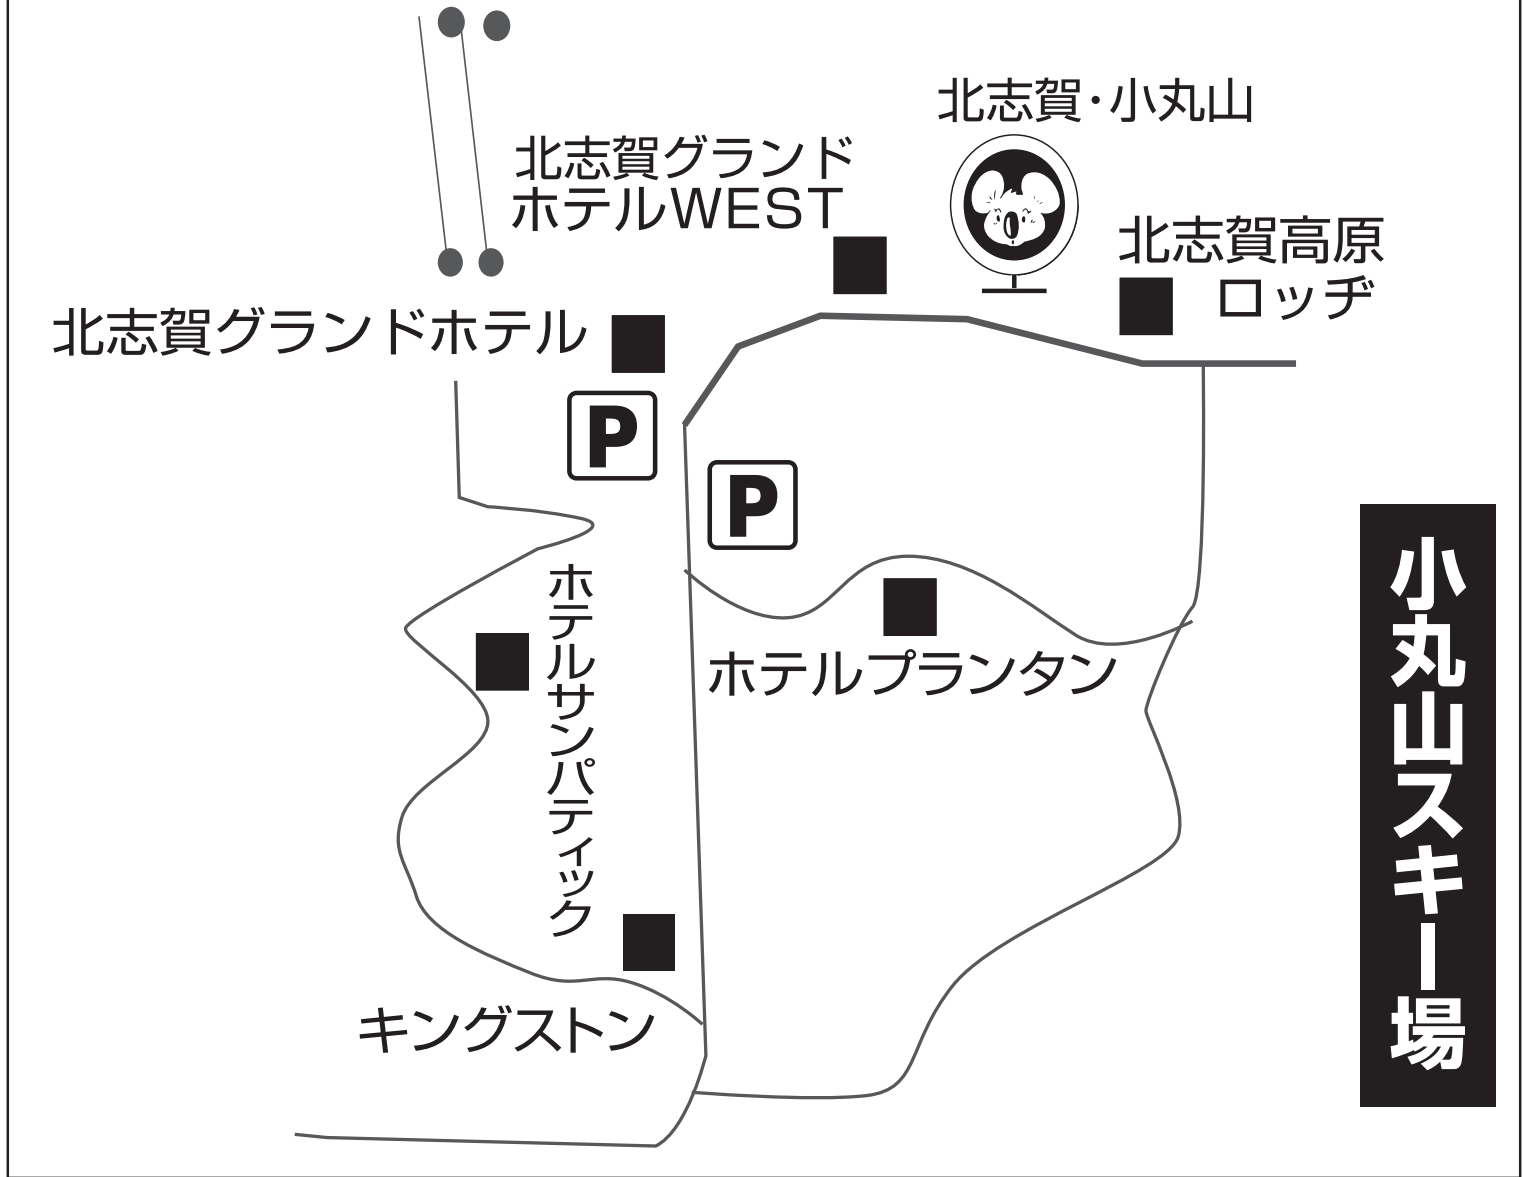 北志賀・小丸山
北志賀グランド
ホテルWEST
北志賀高原
ロッヂ
北志賀グランドホテル
P
P
ホテルサンパティック
ホテルプランタン
キングストン
小丸山スキー場